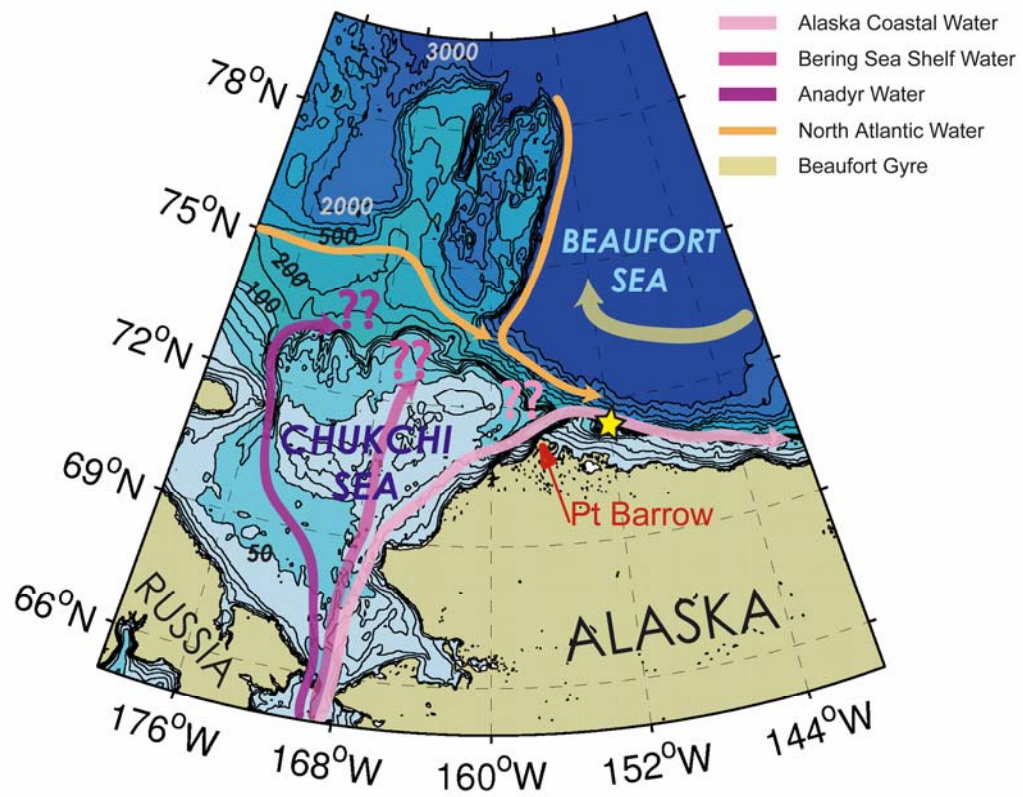 Alaska Coastal Water
Bering Sea Shelf Water
Anadyr Water
North Atlantic Water
Beaufort Gyre
3000
78°N
75°N
2000
500
200
100
BEAUFORT
SEA
??
72°N
??
??
CHUKCHI
SEA
69°N
Pt Barrow
50
66°N
RUSSIA
ALASKA
176°W
168°W
160°W
152°W
144°W